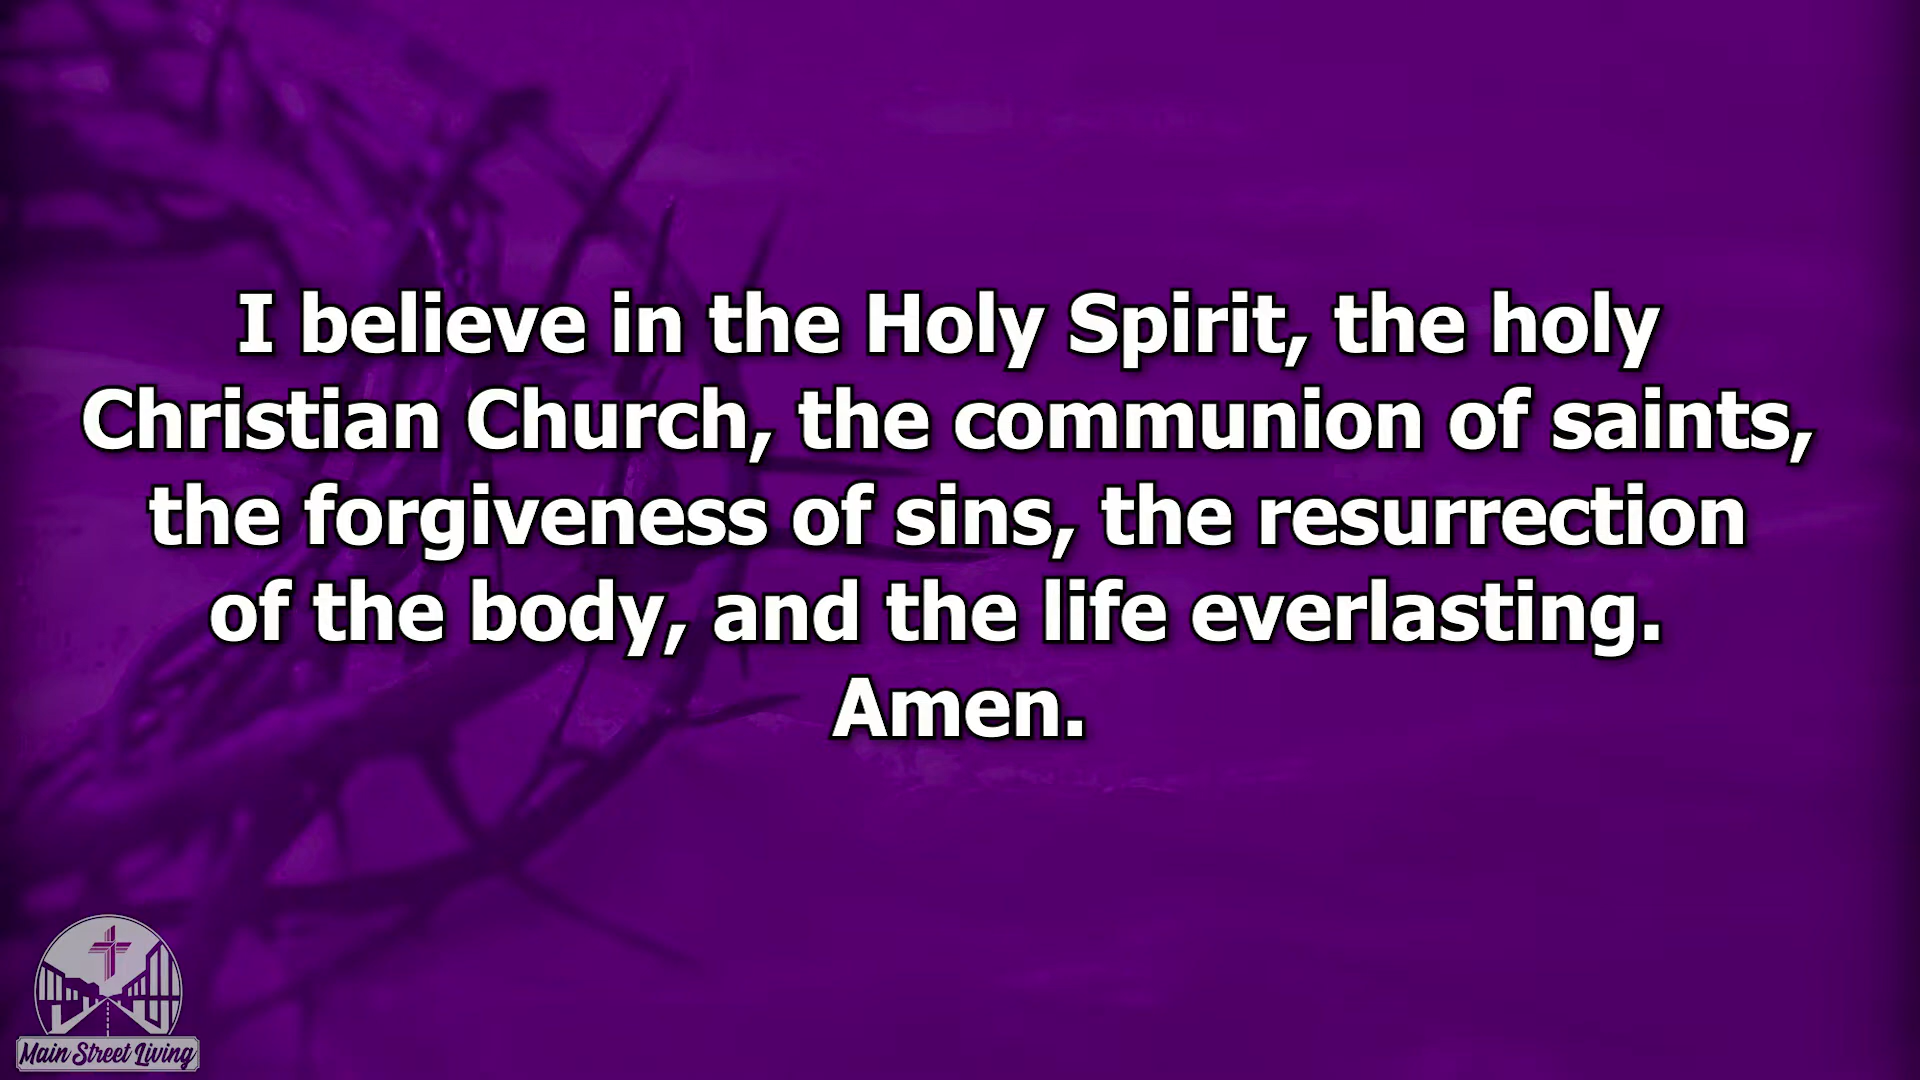 I believe in the Holy Spirit, the holy
Christian Church, the communion of saints,
the forgiveness of sins, the resurrection
of the body, and the life everlasting.
Amen.
Main Street Living